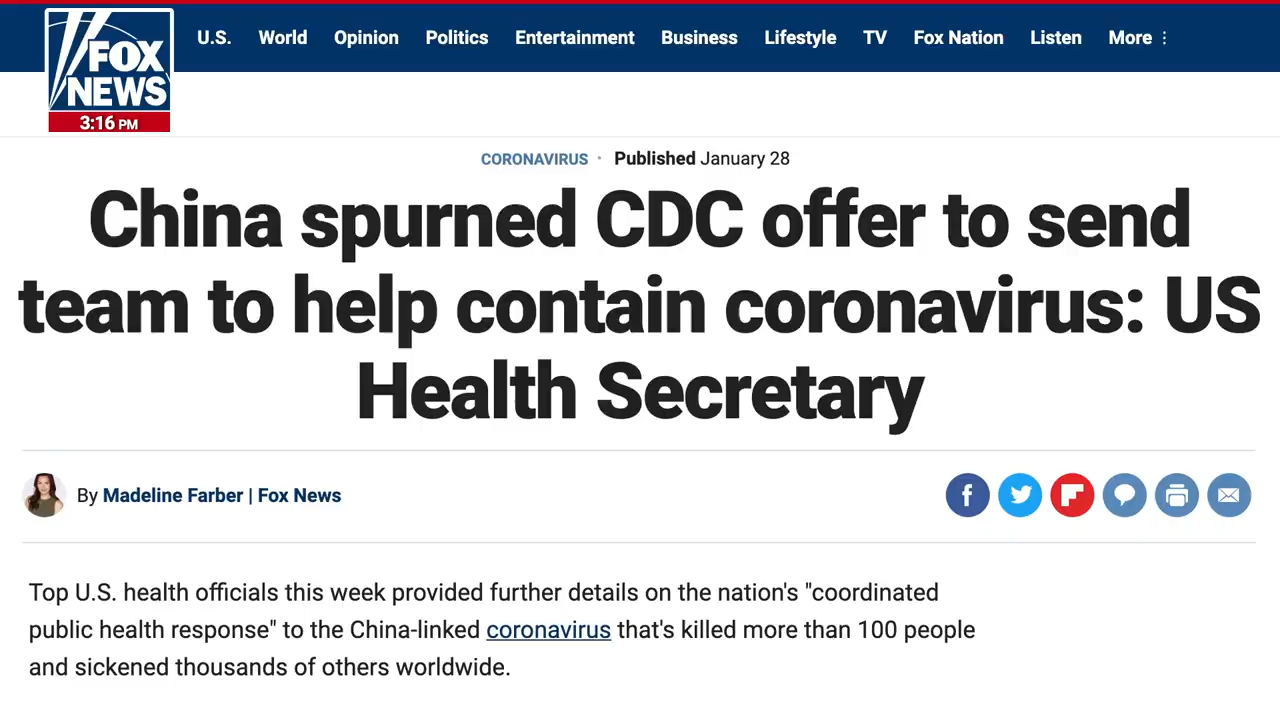 FOX
NEWS
3:16 PM
U.S. World Opinion Politics Entertainment Business Lifestyle TV Fox Nation Listen More ⋮
CORONAVIRUS · Published January 28
China spurned CDC offer to send
team to help contain coronavirus: US
Health Secretary
By Madeline Farber | Fox News
f
Top U.S. health officials this week provided further details on the nation's "coordinated
public health response" to the China-linked coronavirus that's killed more than 100 people
and sickened thousands of others worldwide.